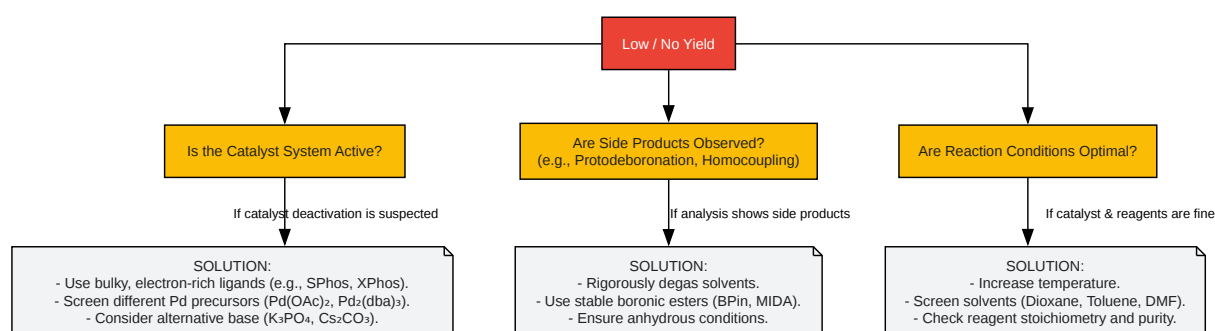 Low / No Yield
Is the Catalyst System Active?
Are Side Products Observed?
(e.g., Protodeboronation, Homocoupling)
Are Reaction Conditions Optimal?
If catalyst deactivation is suspected
If analysis shows side products
If catalyst & reagents are fine
SOLUTION:
- Use bulky, electron-rich ligands (e.g., SPhos, XPhos).
- Screen different Pd precursors (Pd(OAc)₂, Pd₂(dba)₃).
- Consider alternative base (K₃PO₄, Cs₂CO₃).
SOLUTION:
- Rigorously degas solvents.
- Use stable boronic esters (BPin, MIDA).
- Ensure anhydrous conditions.
SOLUTION:
- Increase temperature.
- Screen solvents (Dioxane, Toluene, DMF).
- Check reagent stoichiometry and purity.